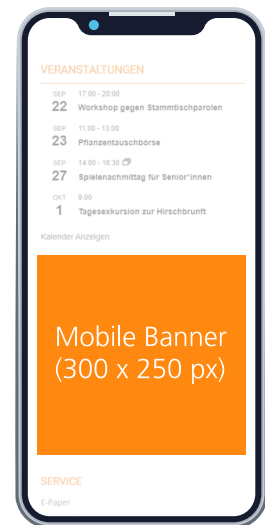 VERANSTALTUNGEN
SEP 17:00 - 20:00
22 Workshop gegen Stammtischparolen
SEP 11:00 - 13:00
23 Pflanzentauschbörse
SEP 14:00 - 16:30
27 Spielenachmittag für Senior*innen
OKT 9:00
1 Tagesexkursion zur Hirschbrunft
Kalender Anzeigen
Mobile Banner
(300 x 250 px)
SERVICE
E-Paper